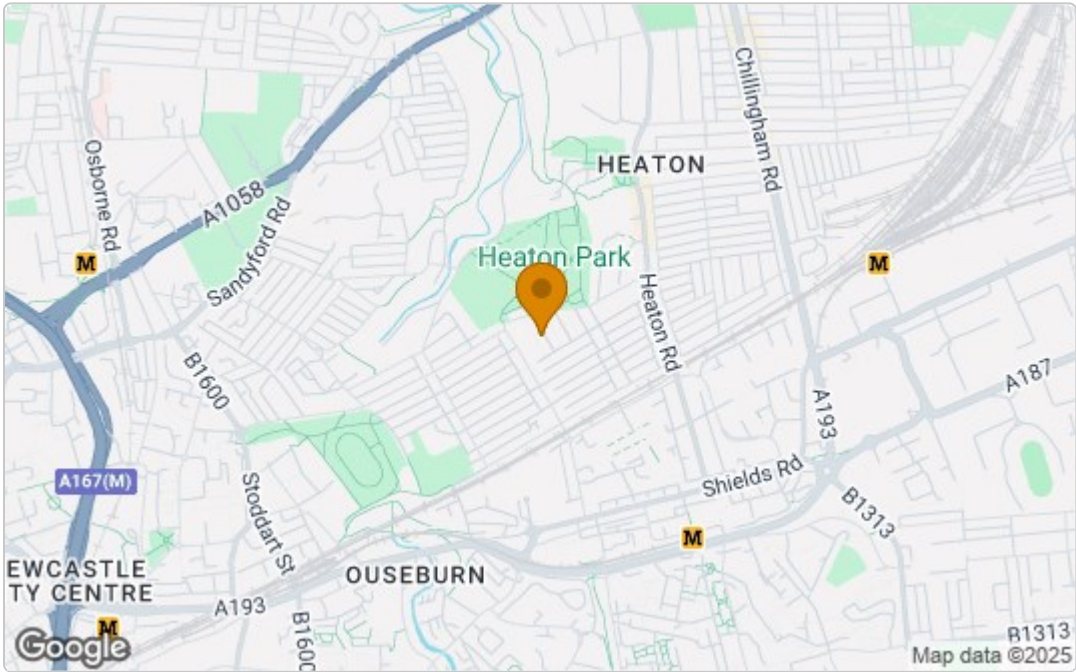 Chillingham Rd
Osborne Rd
HEATON
A1058
Sandyford Rd
M
Heaton Park
M
Heaton Rd
B1600
A187
A193
A167(M)
Shields Rd
Stoddart St
B1313
M
EWCASTLE
TY CENTRE
OUSEBURN
A193
M
B1600
B1313
Google
Map data ©2025